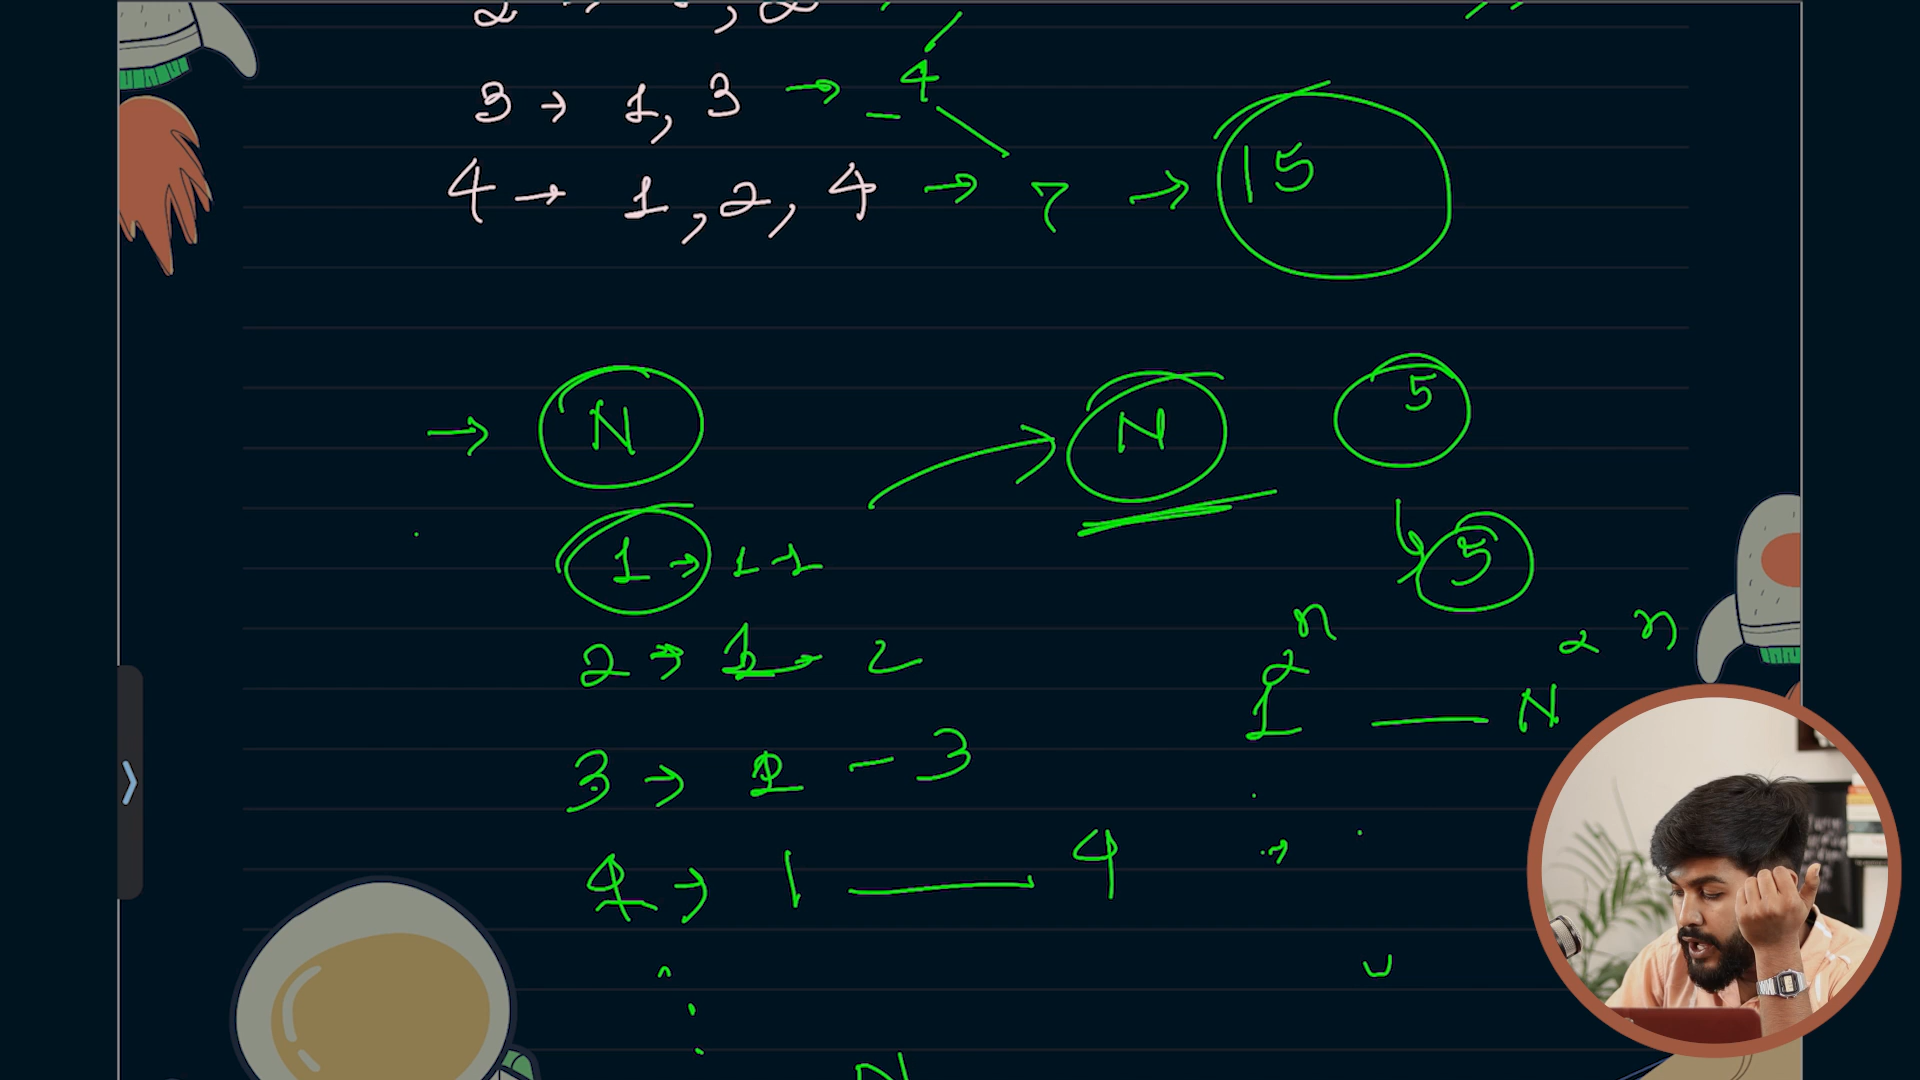 3 → 1, 3 → 4
4 → 1, 2, 4 → 7 → 15
→ N N 5
1 → 1-1 5
2 → 1 → 2
n 2 n
1 — N
3 → 1 - 3
4 → 1 — 4
N